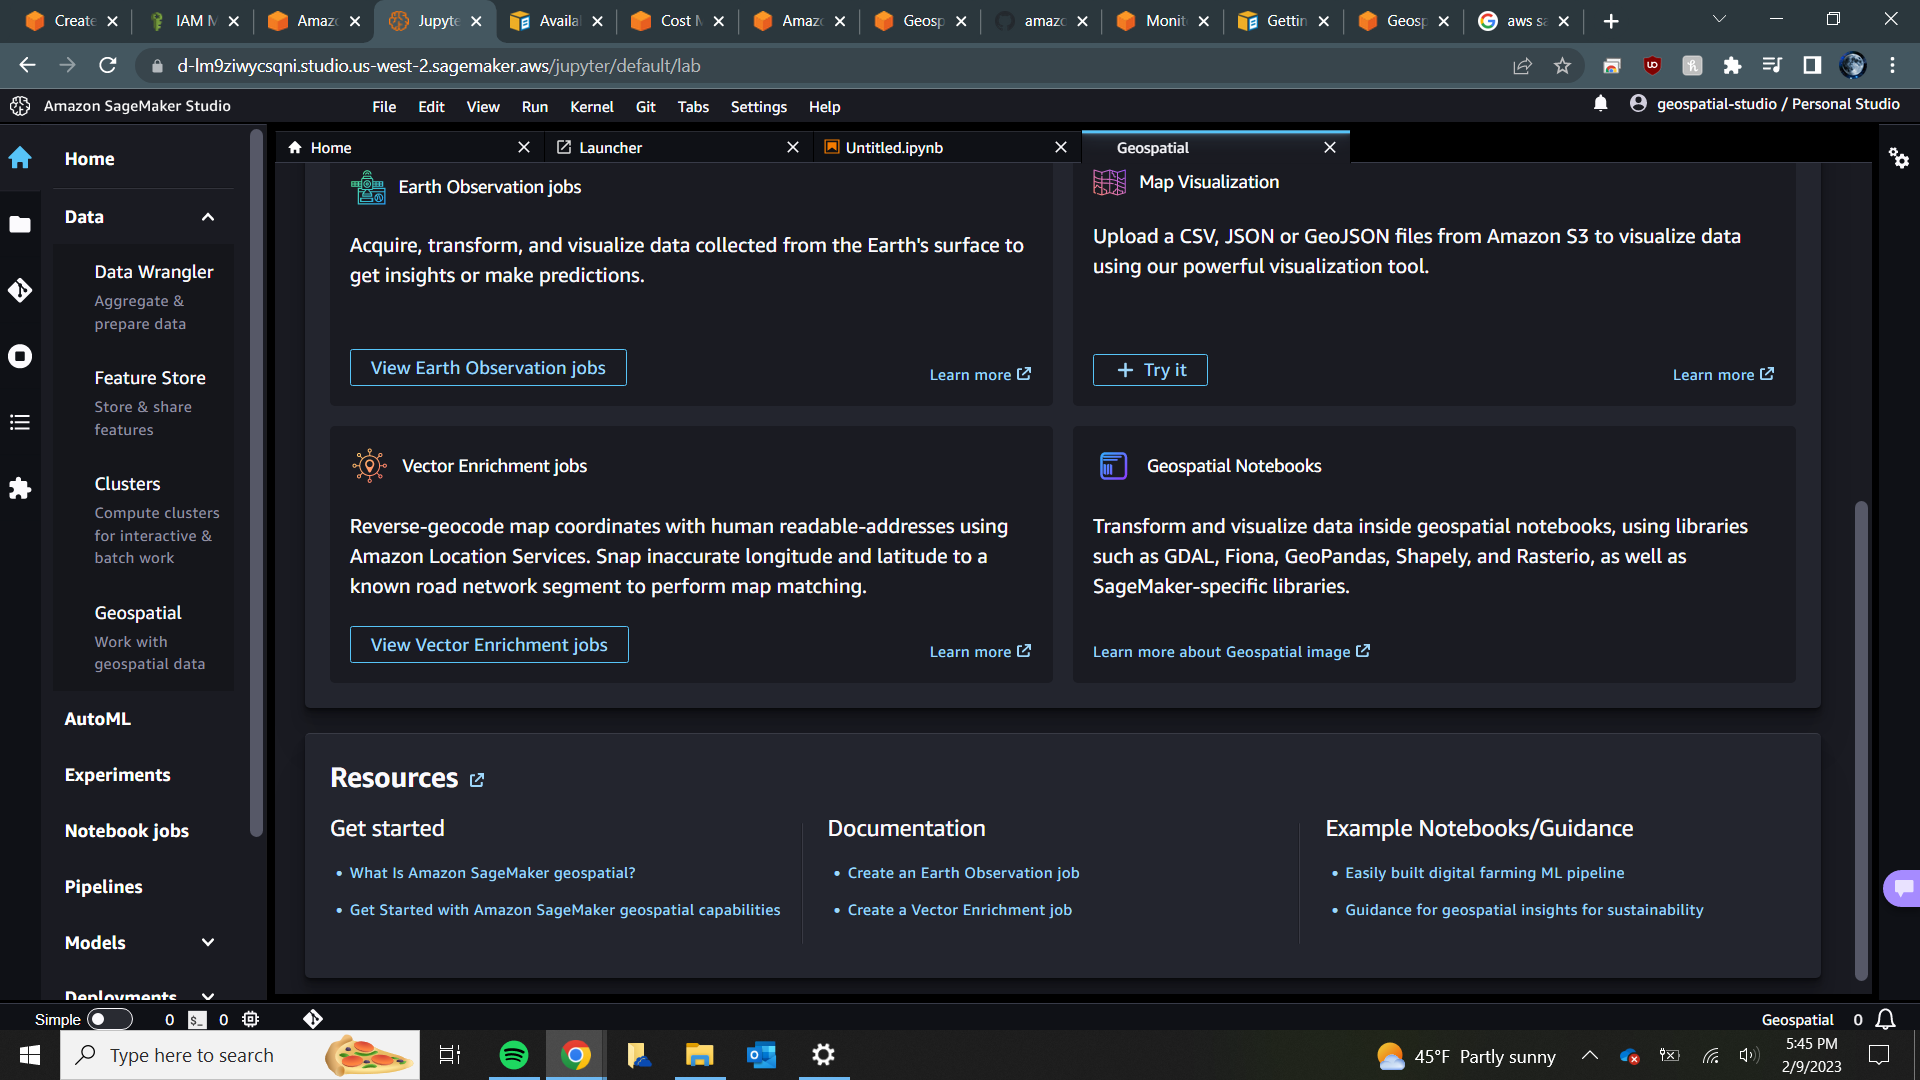 Create
IAM M
Amazo
Jupyte
Availa
Cost M
Amazo
Geosp
amazo
Monit
Gettin
Geosp
aws sa
d-lm9ziwycsqni.studio.us-west-2.sagemaker.aws/jupyter/default/lab
Amazon SageMaker Studio
File Edit View Run Kernel Git Tabs Settings Help
geospatial-studio / Personal Studio
Home
Launcher
Untitled.ipynb
Geospatial
Home
Data
Data Wrangler
Aggregate &
prepare data
Feature Store
Store & share
features
Clusters
Compute clusters
for interactive &
batch work
Geospatial
Work with
geospatial data
AutoML
Experiments
Notebook jobs
Pipelines
Models
Deployments
Earth Observation jobs
Acquire, transform, and visualize data collected from the Earth's surface to
get insights or make predictions.
View Earth Observation jobs
Learn more
Map Visualization
Upload a CSV, JSON or GeoJSON files from Amazon S3 to visualize data
using our powerful visualization tool.
+ Try it
Learn more
Vector Enrichment jobs
Reverse-geocode map coordinates with human readable-addresses using
Amazon Location Services. Snap inaccurate longitude and latitude to a
known road network segment to perform map matching.
View Vector Enrichment jobs
Learn more
Geospatial Notebooks
Transform and visualize data inside geospatial notebooks, using libraries
such as GDAL, Fiona, GeoPandas, Shapely, and Rasterio, as well as
SageMaker-specific libraries.
Learn more about Geospatial image
Resources
Get started
• What Is Amazon SageMaker geospatial?
• Get Started with Amazon SageMaker geospatial capabilities
Documentation
• Create an Earth Observation job
• Create a Vector Enrichment job
Example Notebooks/Guidance
• Easily built digital farming ML pipeline
• Guidance for geospatial insights for sustainability
Simple 0 $_ 0
Geospatial 0
Type here to search
45°F Partly sunny
5:45 PM
2/9/2023